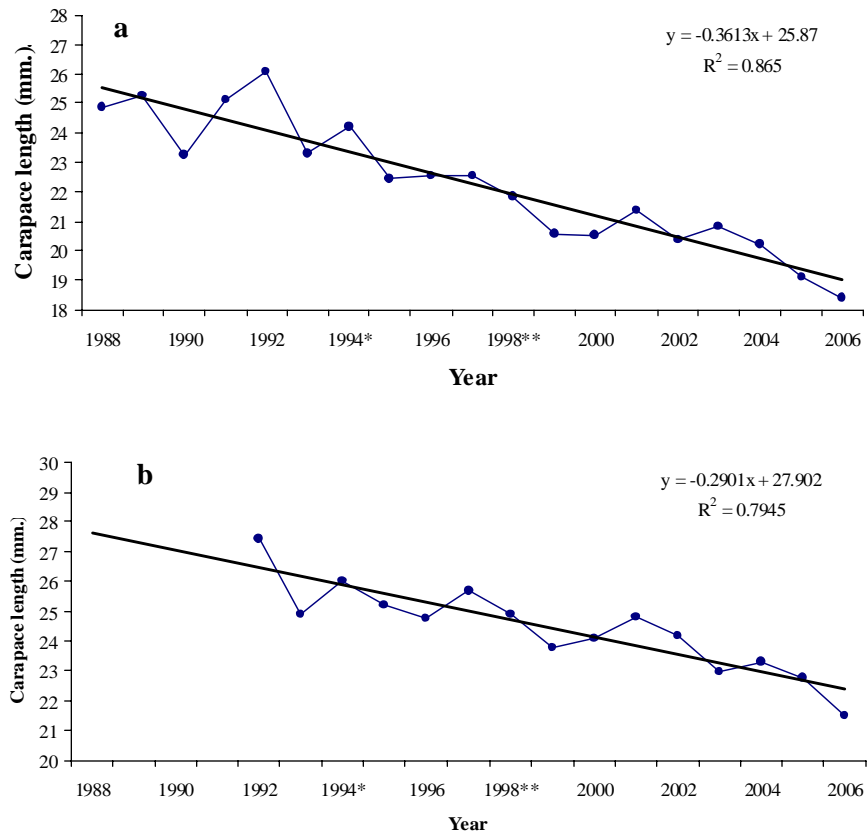 a
y = -0.3613x + 25.87
R² = 0.865
Carapace length (mm.).
28
27
26
25
24
23
22
21
20
19
18
1988 1990 1992 1994* 1996 1998** 2000 2002 2004 2006
Year
b
y = -0.2901x + 27.902
R² = 0.7945
Carapace length (mm.)
30
29
28
27
26
25
24
23
22
21
20
1988 1990 1992 1994* 1996 1998** 2000 2002 2004 2006
Year